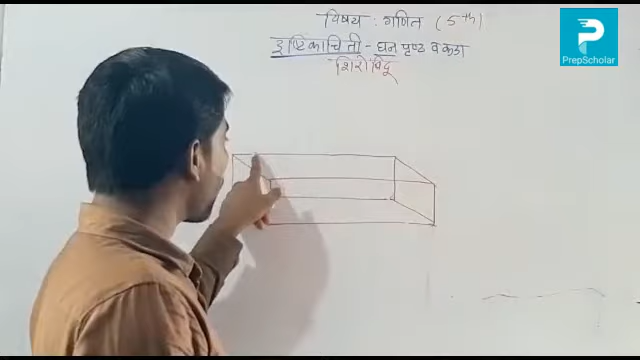 विषय : गणित (5th)
इष्टिकाचिती - घन पृष्ठ व कडा
शिरोबिंदू
PrepScholar